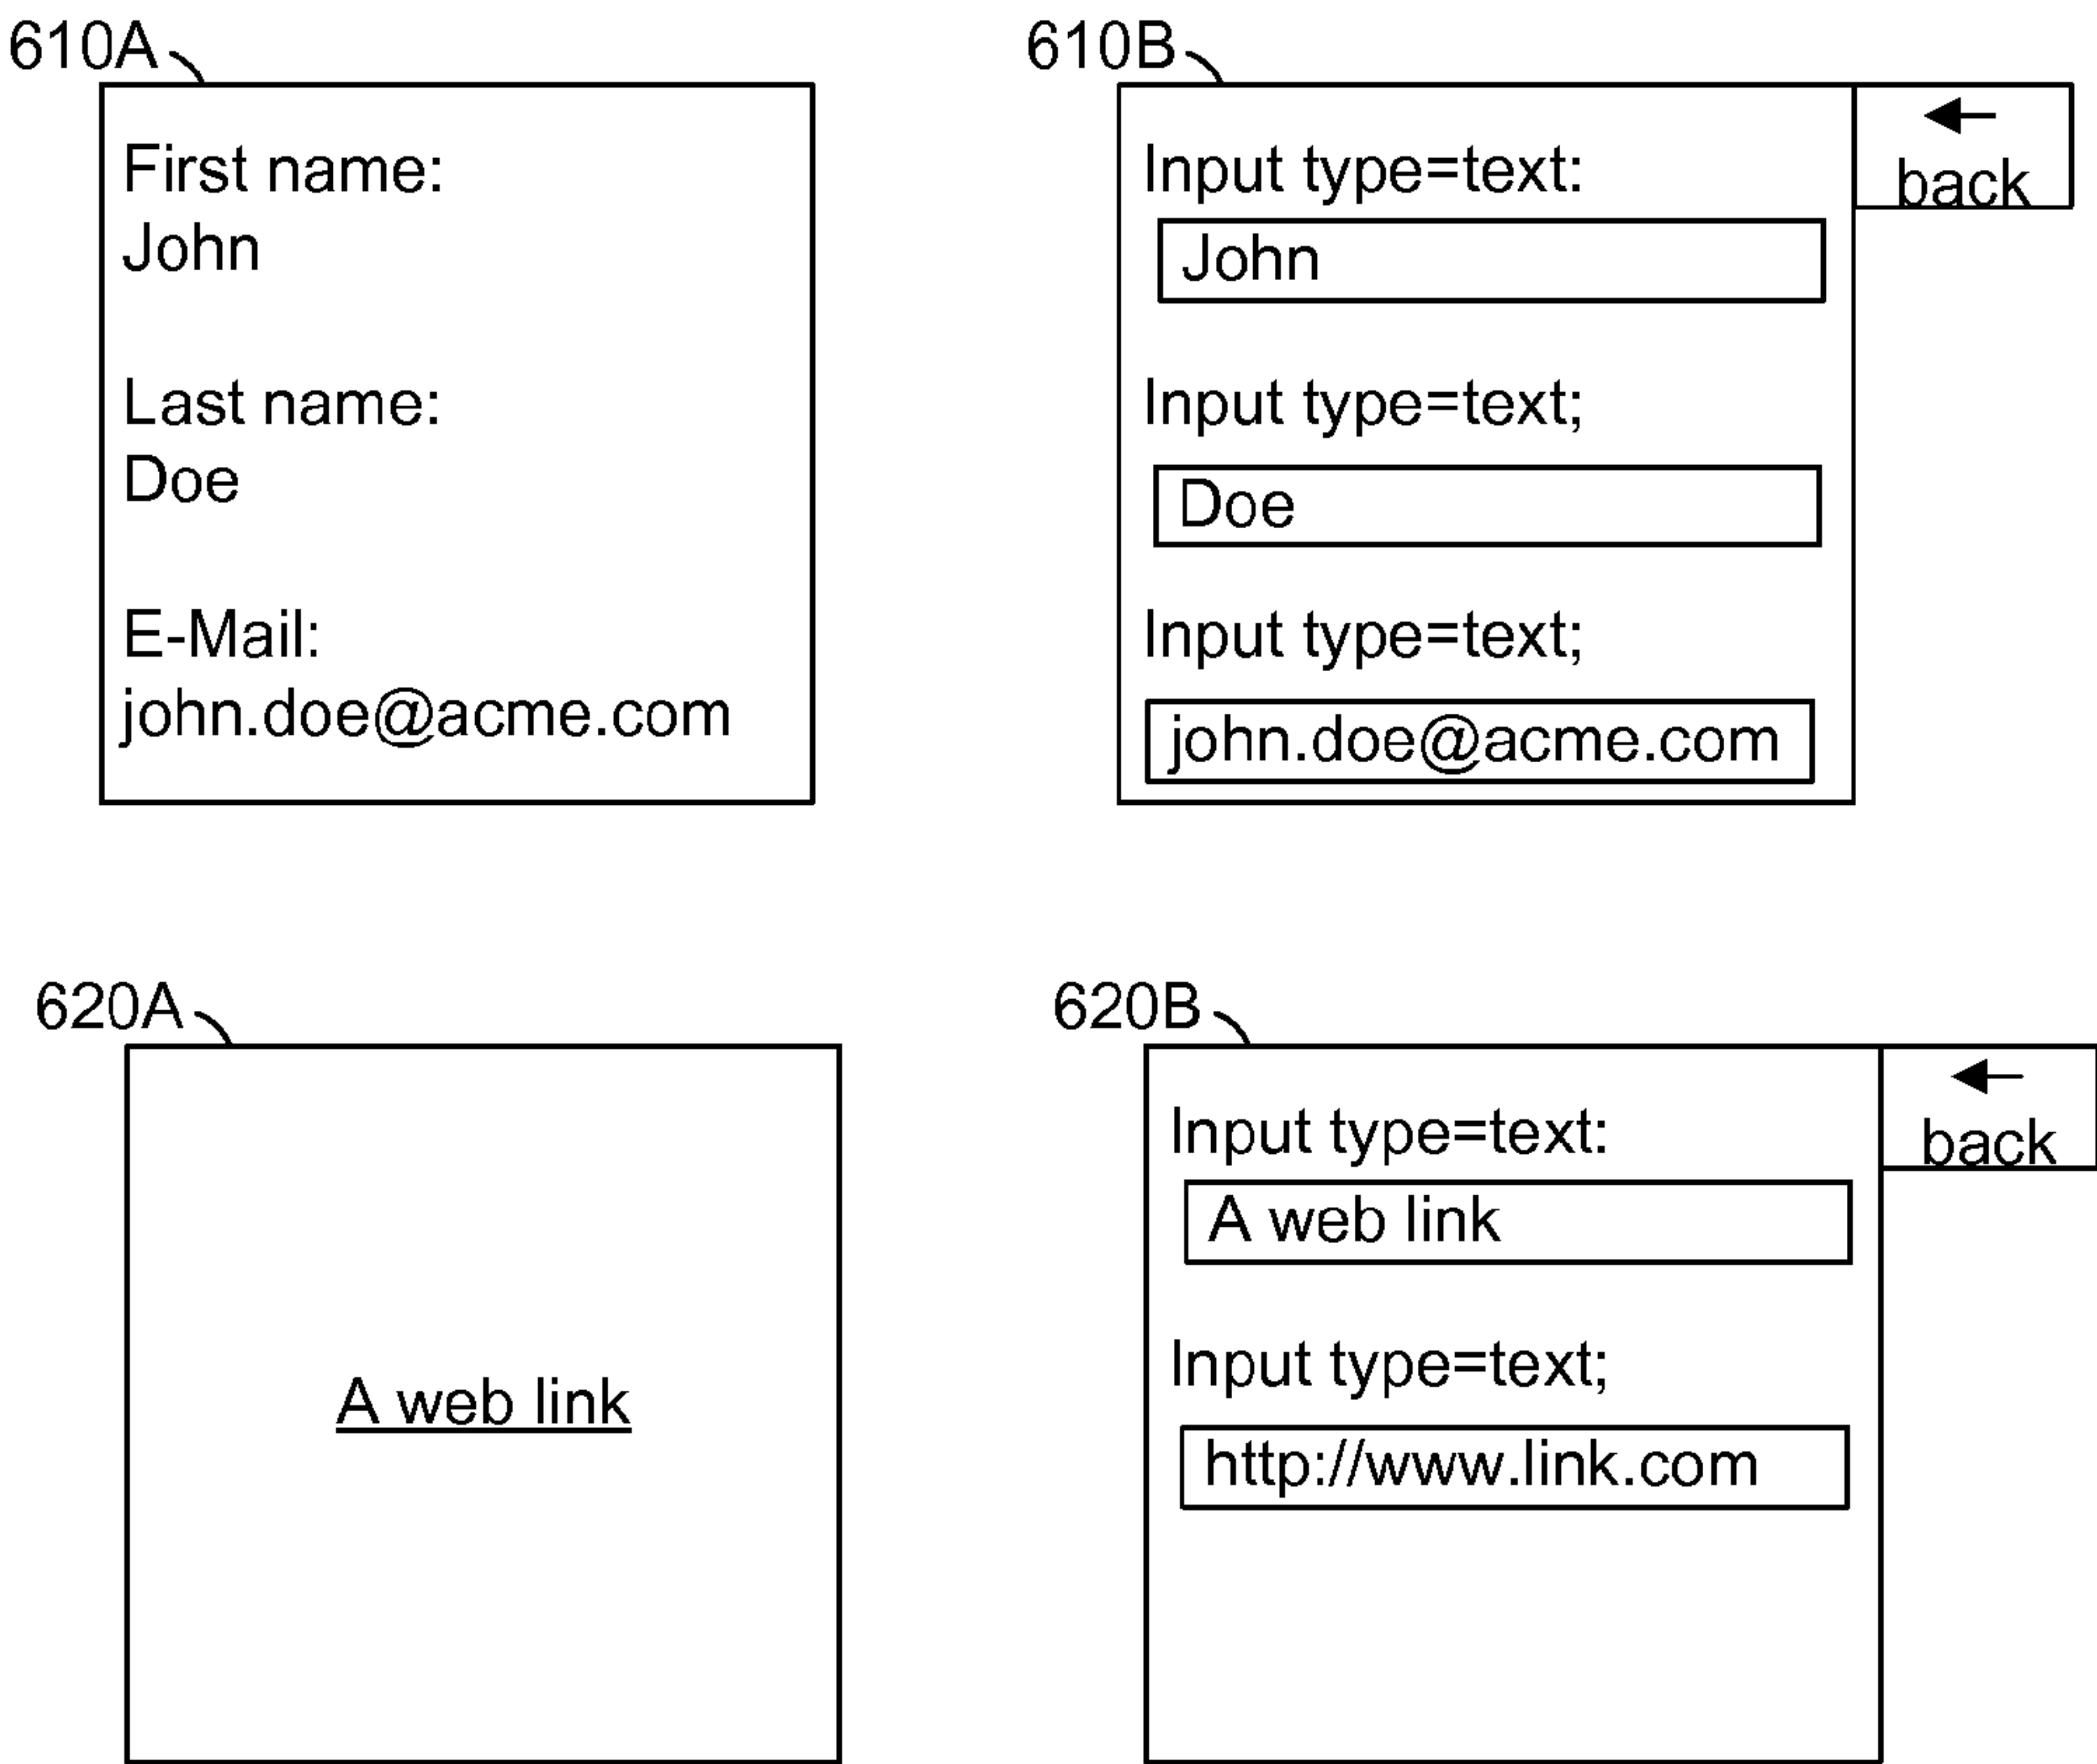 610A
First name:
John
Last name:
Doe
E-Mail:
john.doe@acme.com
610B
back
Input type=text:
John
Input type=text;
Doe
Input type=text;
john.doe@acme.com
620A
A web link
620B
back
Input type=text:
A web link
Input type=text;
http://www.link.com